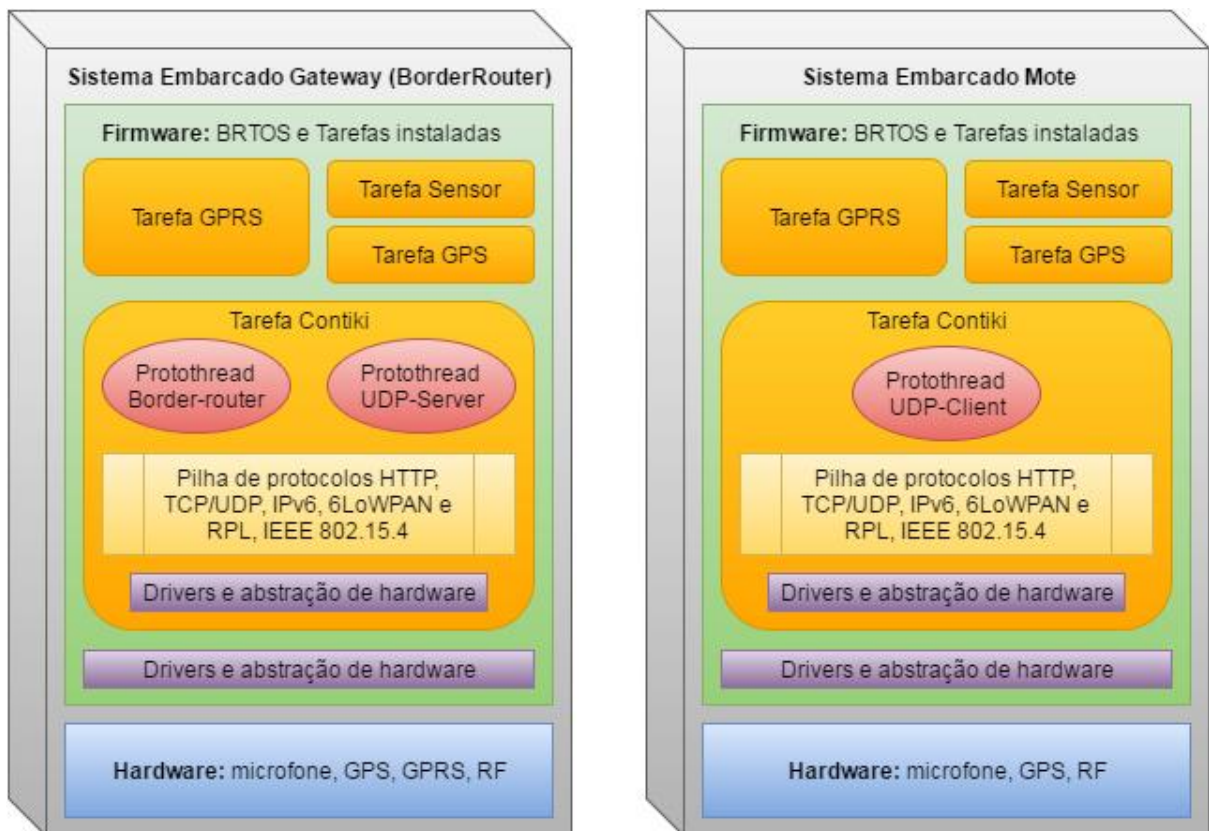 Sistema Embarcado Gateway (BorderRouter)
Firmware: BRTOS e Tarefas instaladas
Tarefa GPRS
Tarefa Sensor
Tarefa GPS
Tarefa Contiki
Protothread
Border-router
Protothread
UDP-Server
Pilha de protocolos HTTP,
TCP/UDP, IPv6, 6LoWPAN e
RPL, IEEE 802.15.4
Drivers e abstração de hardware
Drivers e abstração de hardware
Hardware: microfone, GPS, GPRS, RF
Sistema Embarcado Mote
Firmware: BRTOS e Tarefas instaladas
Tarefa GPRS
Tarefa Sensor
Tarefa GPS
Tarefa Contiki
Protothread
UDP-Client
Pilha de protocolos HTTP,
TCP/UDP, IPv6, 6LoWPAN e
RPL, IEEE 802.15.4
Drivers e abstração de hardware
Drivers e abstração de hardware
Hardware: microfone, GPS, RF